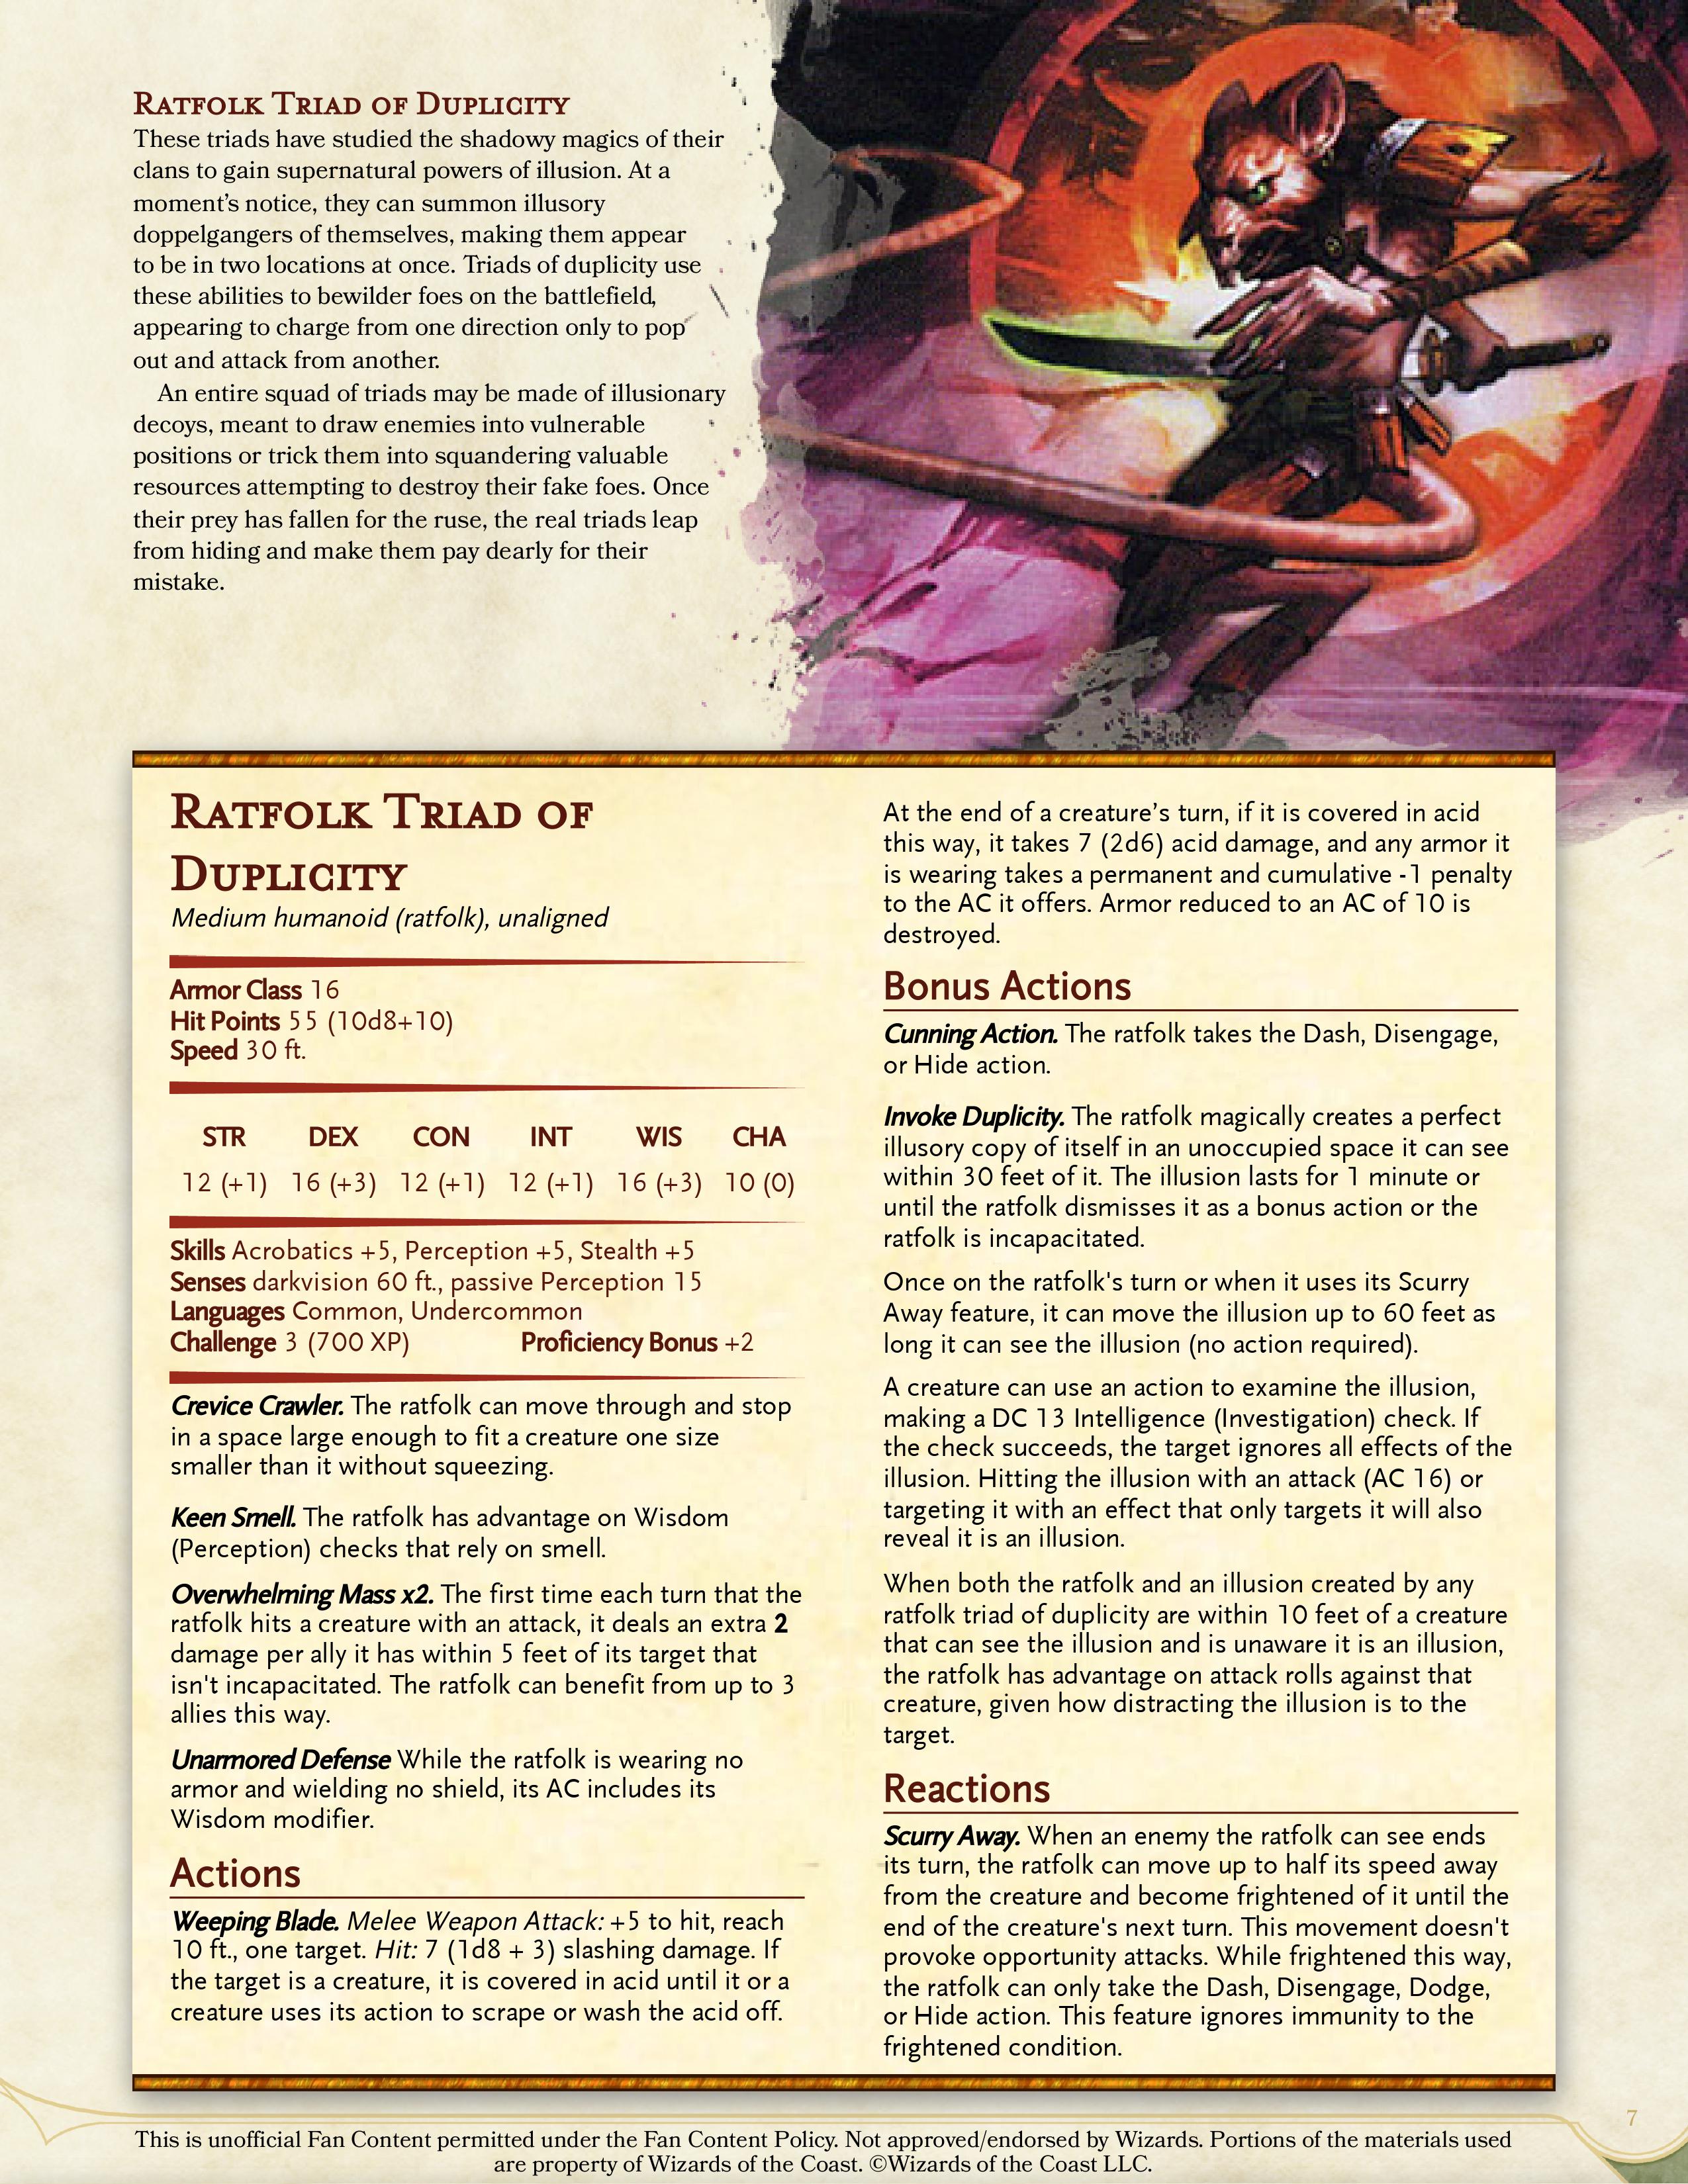 Ratfolk Triad of Duplicity
These triads have studied the shadowy magics of their
clans to gain supernatural powers of illusion. At a
moment's notice, they can summon illusory
doppelgangers of themselves, making them appear
to be in two locations at once. Triads of duplicity use
these abilities to bewilder foes on the battlefield,
appearing to charge from one direction only to pop
out and attack from another.
An entire squad of triads may be made of illusionary
decoys, meant to draw enemies into vulnerable
positions or trick them into squandering valuable
resources attempting to destroy their fake foes. Once
their prey has fallen for the ruse, the real triads leap
from hiding and make them pay dearly for their
mistake.
Ratfolk Triad of
Duplicity
Medium humanoid (ratfolk), unaligned
Armor Class 16
Hit Points 55 (10d8+10)
Speed 30 ft.
STR DEX CON INT WIS CHA
12 (+1) 16 (+3) 12 (+1) 12 (+1) 16 (+3) 10 (0)
Skills Acrobatics +5, Perception +5, Stealth +5
Senses darkvision 60 ft., passive Perception 15
Languages Common, Undercommon
Challenge 3 (700 XP) Proficiency Bonus +2
Crevice Crawler. The ratfolk can move through and stop
in a space large enough to fit a creature one size
smaller than it without squeezing.
Keen Smell. The ratfolk has advantage on Wisdom
(Perception) checks that rely on smell.
Overwhelming Mass x2. The first time each turn that the
ratfolk hits a creature with an attack, it deals an extra 2
damage per ally it has within 5 feet of its target that
isn't incapacitated. The ratfolk can benefit from up to 3
allies this way.
Unarmored Defense While the ratfolk is wearing no
armor and wielding no shield, its AC includes its
Wisdom modifier.
Actions
Weeping Blade. Melee Weapon Attack: +5 to hit, reach
10 ft., one target. Hit: 7 (1d8 + 3) slashing damage. If
the target is a creature, it is covered in acid until it or a
creature uses its action to scrape or wash the acid off.
At the end of a creature's turn, if it is covered in acid
this way, it takes 7 (2d6) acid damage, and any armor it
is wearing takes a permanent and cumulative -1 penalty
to the AC it offers. Armor reduced to an AC of 10 is
destroyed.
Bonus Actions
Cunning Action. The ratfolk takes the Dash, Disengage,
or Hide action.
Invoke Duplicity. The ratfolk magically creates a perfect
illusory copy of itself in an unoccupied space it can see
within 30 feet of it. The illusion lasts for 1 minute or
until the ratfolk dismisses it as a bonus action or the
ratfolk is incapacitated.
Once on the ratfolk's turn or when it uses its Scurry
Away feature, it can move the illusion up to 60 feet as
long it can see the illusion (no action required).
A creature can use an action to examine the illusion,
making a DC 13 Intelligence (Investigation) check. If
the check succeeds, the target ignores all effects of the
illusion. Hitting the illusion with an attack (AC 16) or
targeting it with an effect that only targets it will also
reveal it is an illusion.
When both the ratfolk and an illusion created by any
ratfolk triad of duplicity are within 10 feet of a creature
that can see the illusion and is unaware it is an illusion,
the ratfolk has advantage on attack rolls against that
creature, given how distracting the illusion is to the
target.
Reactions
Scurry Away. When an enemy the ratfolk can see ends
its turn, the ratfolk can move up to half its speed away
from the creature and become frightened of it until the
end of the creature's next turn. This movement doesn't
provoke opportunity attacks. While frightened this way,
the ratfolk can only take the Dash, Disengage, Dodge,
or Hide action. This feature ignores immunity to the
frightened condition.
7
This is unofficial Fan Content permitted under the Fan Content Policy. Not approved/endorsed by Wizards. Portions of the materials used
are property of Wizards of the Coast. ©Wizards of the Coast LLC.